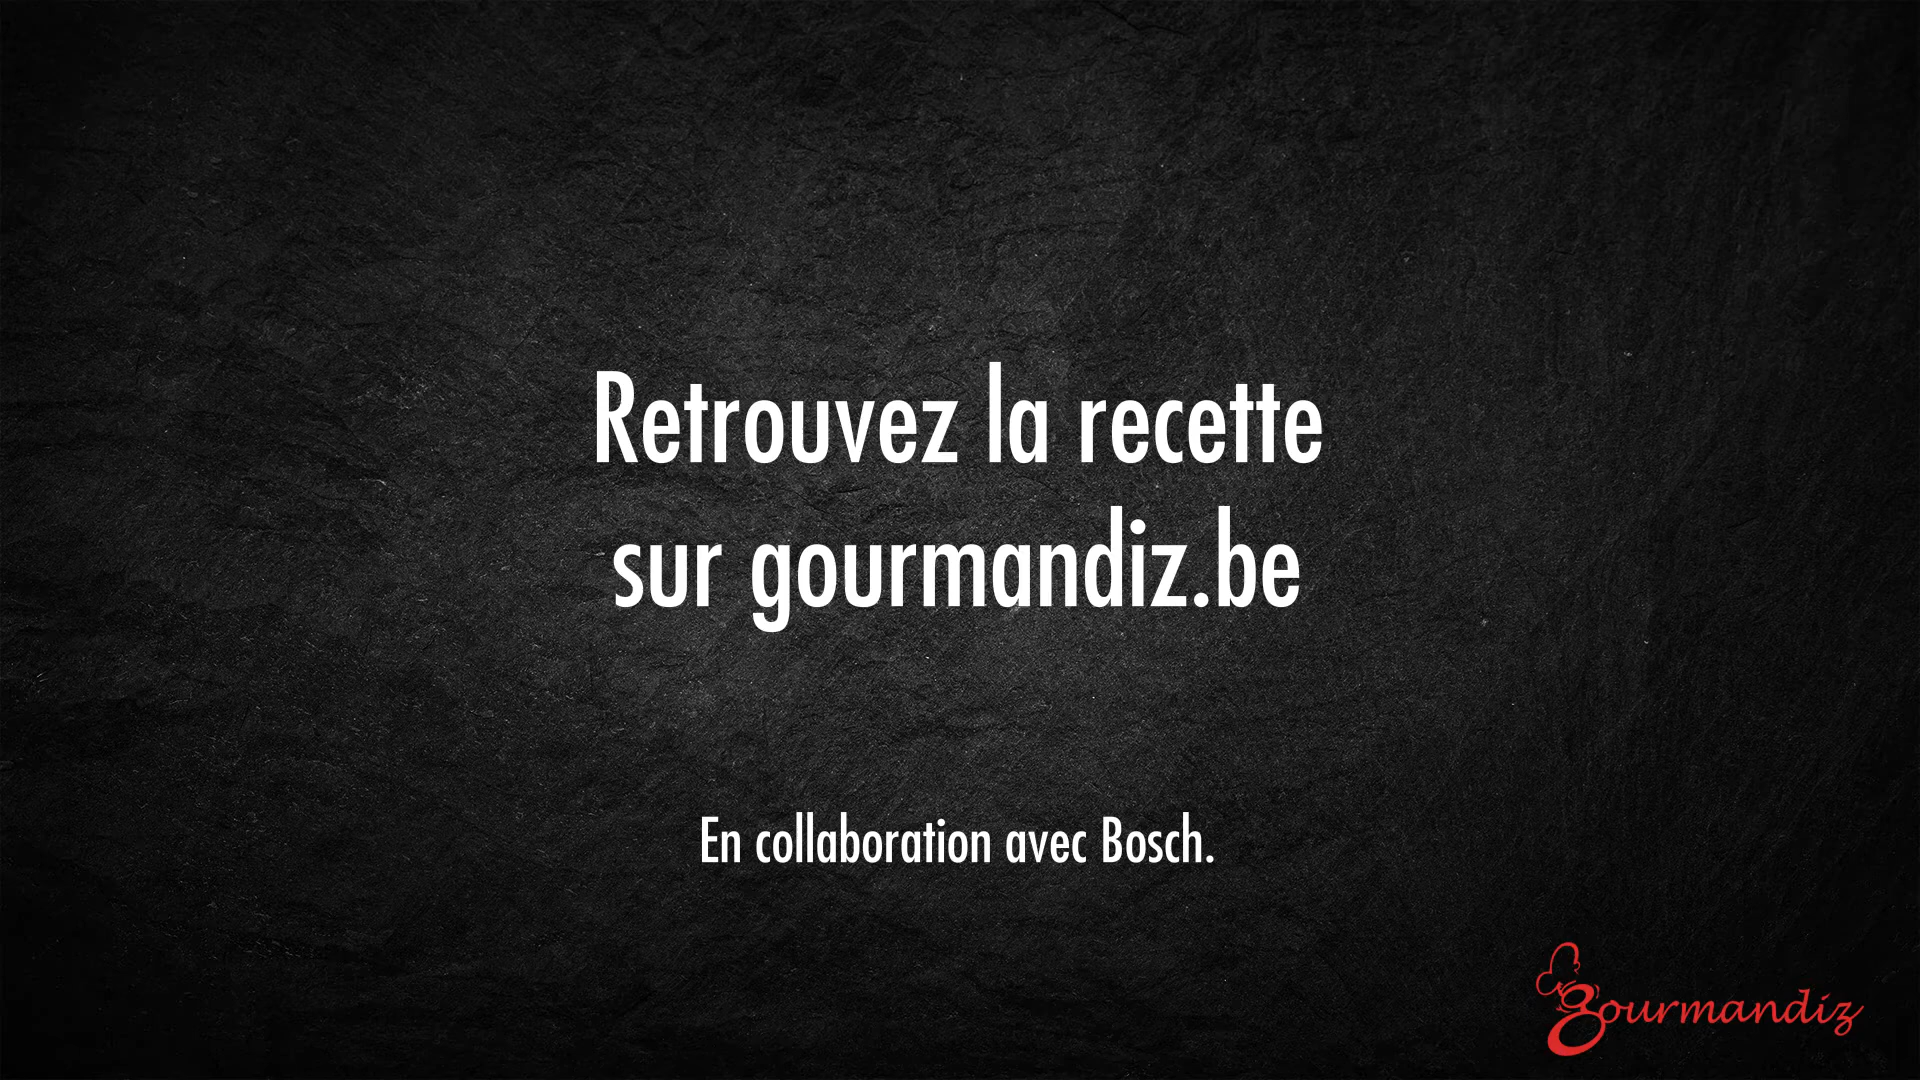 Retrouvez la recette
sur gourmandiz.be
En collaboration avec Bosch.
gourmandiz